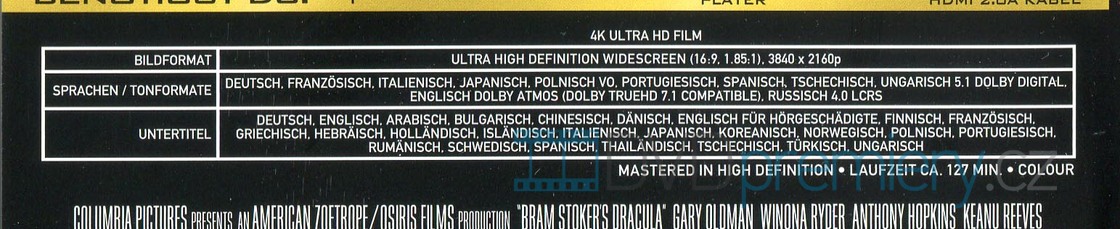 PLAYER
HDMI 2.0A KABEL
4K ULTRA HD FILM
BILDFORMAT
ULTRA HIGH DEFINITION WIDESCREEN (16:9, 1.85:1), 3840 x 2160p
SPRACHEN / TONFORMATE
DEUTSCH, FRANZÖSISCH, ITALIENISCH, JAPANISCH, POLNISCH VO, PORTUGIESISCH, SPANISCH, TSCHECHISCH, UNGARISCH 5.1 DOLBY DIGITAL,
ENGLISCH DOLBY ATMOS (DOLBY TRUEHD 7.1 COMPATIBLE), RUSSISCH 4.0 LCRS
UNTERTITEL
DEUTSCH, ENGLISCH, ARABISCH, BULGARISCH, CHINESISCH, DÄNISCH, ENGLISCH FÜR HÖRGESCHÄDIGTE, FINNISCH, FRANZÖSISCH,
GRIECHISCH, HEBRÄISCH, HOLLÄNDISCH, ISLÄNDISCH, ITALIENISCH, JAPANISCH, KOREANISCH, NORWEGISCH, POLNISCH, PORTUGIESISCH,
RUMÄNISCH, SCHWEDISCH, SPANISCH, THAILÄNDISCH, TSCHECHISCH, TÜRKISCH, UNGARISCH
MASTERED IN HIGH DEFINITION • LAUFZEIT CA. 127 MIN. • COLOUR
DVDpremiery.cz
COLUMBIA PICTURES PRESENTS AN AMERICAN ZOETROPE/OSIRIS FILMS PRODUCTION "BRAM STOKER'S DRACULA" GARY OLDMAN WINONA RYDER ANTHONY HOPKINS KEANU REEVES